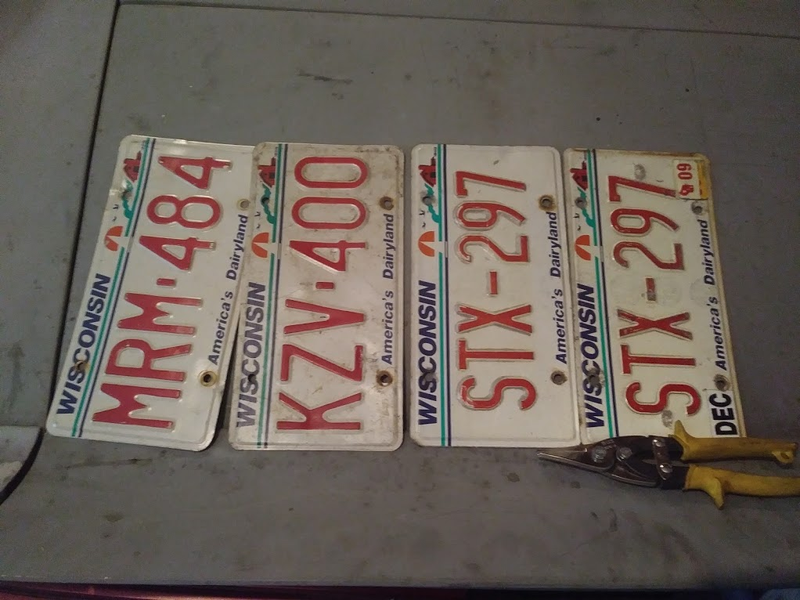 WISCONSIN
MRM-484
America's Dairyland
WISCONSIN
KZV-400
America's Dairyland
WISCONSIN
STX-297
America's Dairyland
WISCONSIN
STX-297
DEC
America's Dairyland
09